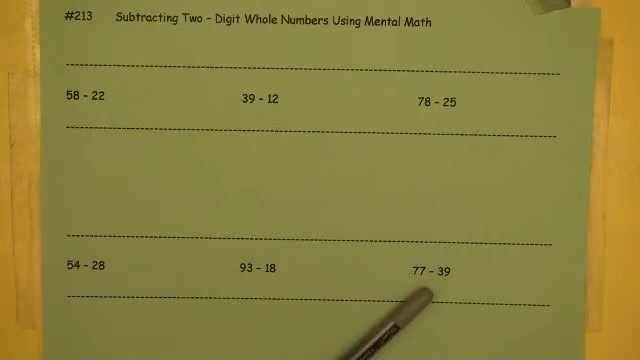 #213 Subtracting Two – Digit Whole Numbers Using Mental Math
58 – 22 39 – 12 78 – 25
54 – 28 93 – 18 77 – 39